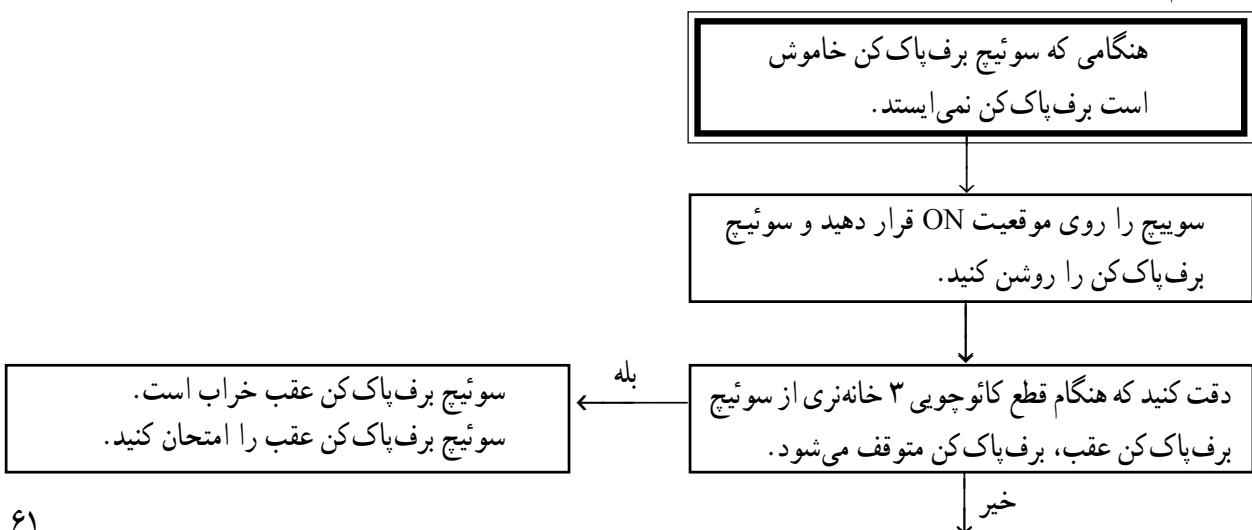 هنگامی که سوئیچ برف‌پاک‌کن خاموش
است برف‌پاک‌کن نمی‌ایستد.
سوییچ را روی موقعیت ON قرار دهید و سوئیچ
برف‌پاک‌کن را روشن کنید.
دقت کنید که هنگام قطع کائوچویی ۳ خانه‌نری از سوئیچ
برف‌پاک‌کن عقب، برف‌پاک‌کن متوقف می‌شود.
بله
سوئیچ برف‌پاک‌کن عقب خراب است.
سوئیچ برف‌پاک‌کن عقب را امتحان کنید.
خیر
۶۱